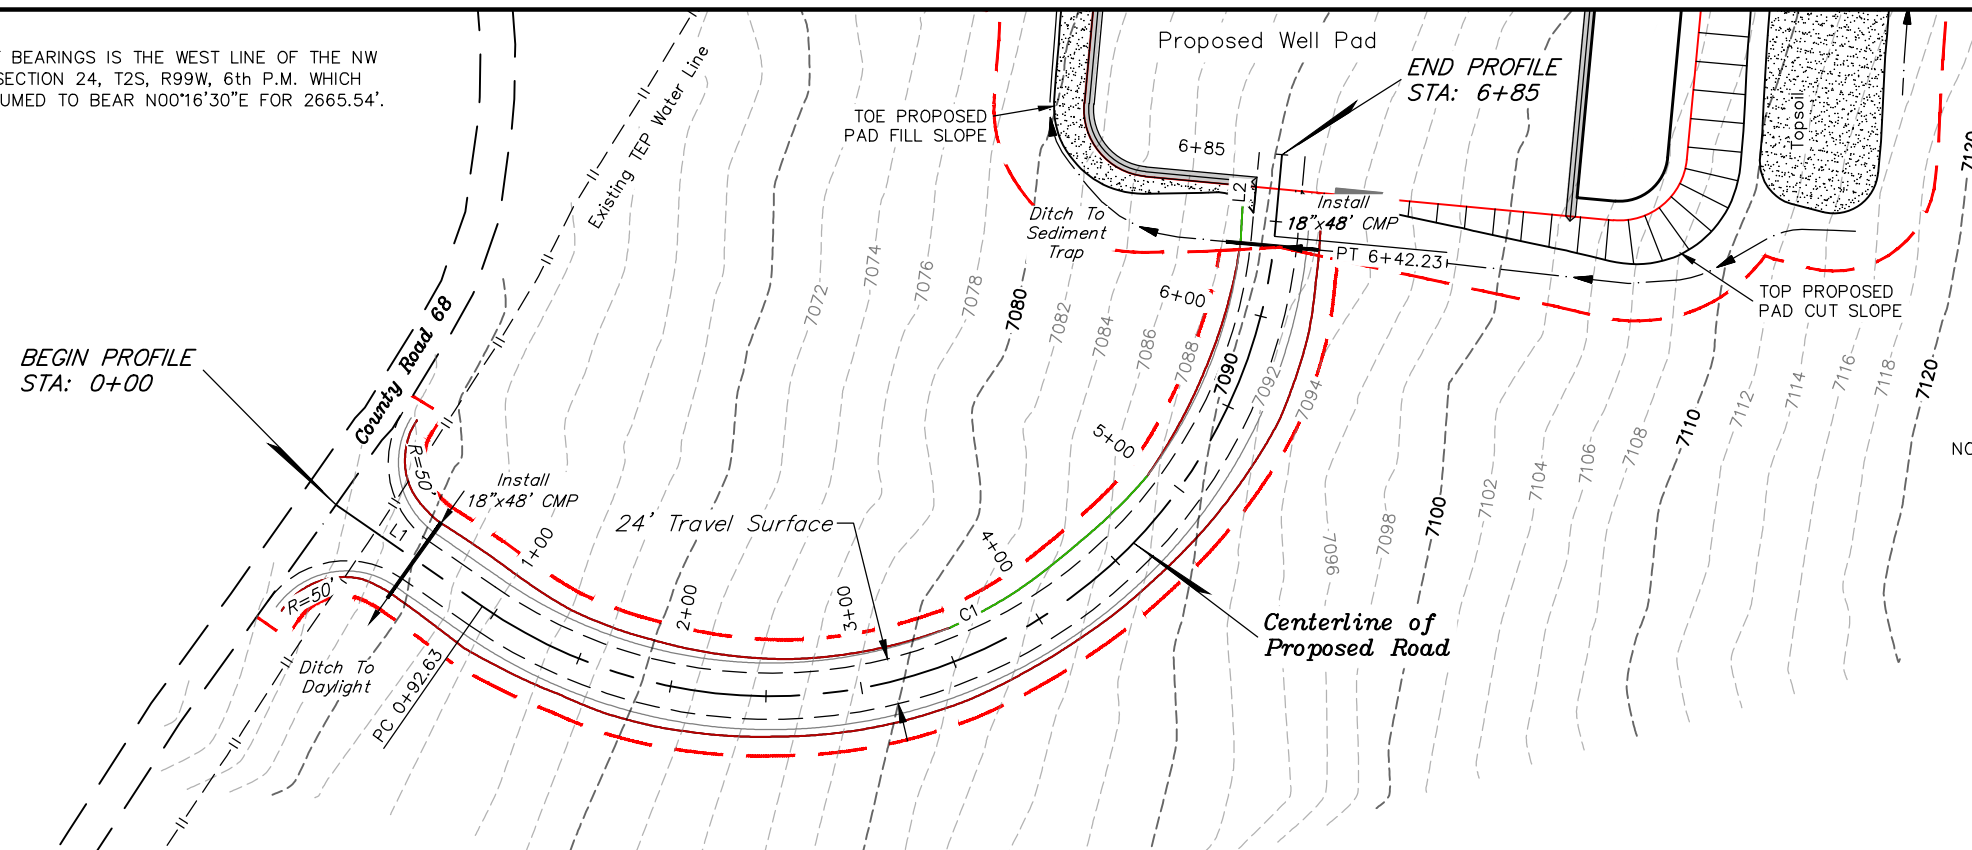 BEARINGS IS THE WEST LINE OF THE NW
SECTION 24, T2S, R99W, 6th P.M. WHICH
UMED TO BEAR N00°16'30"E FOR 2665.54'.
Existing TEP Water Line
County Road 68
BEGIN PROFILE
STA: 0+00
R=50'
L1
R=50'
Install
18"x48' CMP
Ditch To
Daylight
PC 0+92.63
1+00
2+00
3+00
4+00
5+00
6+00
24' Travel Surface
C1
Centerline of
Proposed Road
TOE PROPOSED
PAD FILL SLOPE
Proposed Well Pad
END PROFILE
STA: 6+85
6+85
L2
Install
18"x48' CMP
Ditch To
Sediment
Trap
PT 6+42.23
TOP PROPOSED
PAD CUT SLOPE
Topsoil
7072
7074
7076
7078
7080
7082
7084
7086
7088
7090
7092
7094
7096
7098
7100
7102
7104
7106
7108
7110
7112
7114
7116
7118
7120
7120
NO